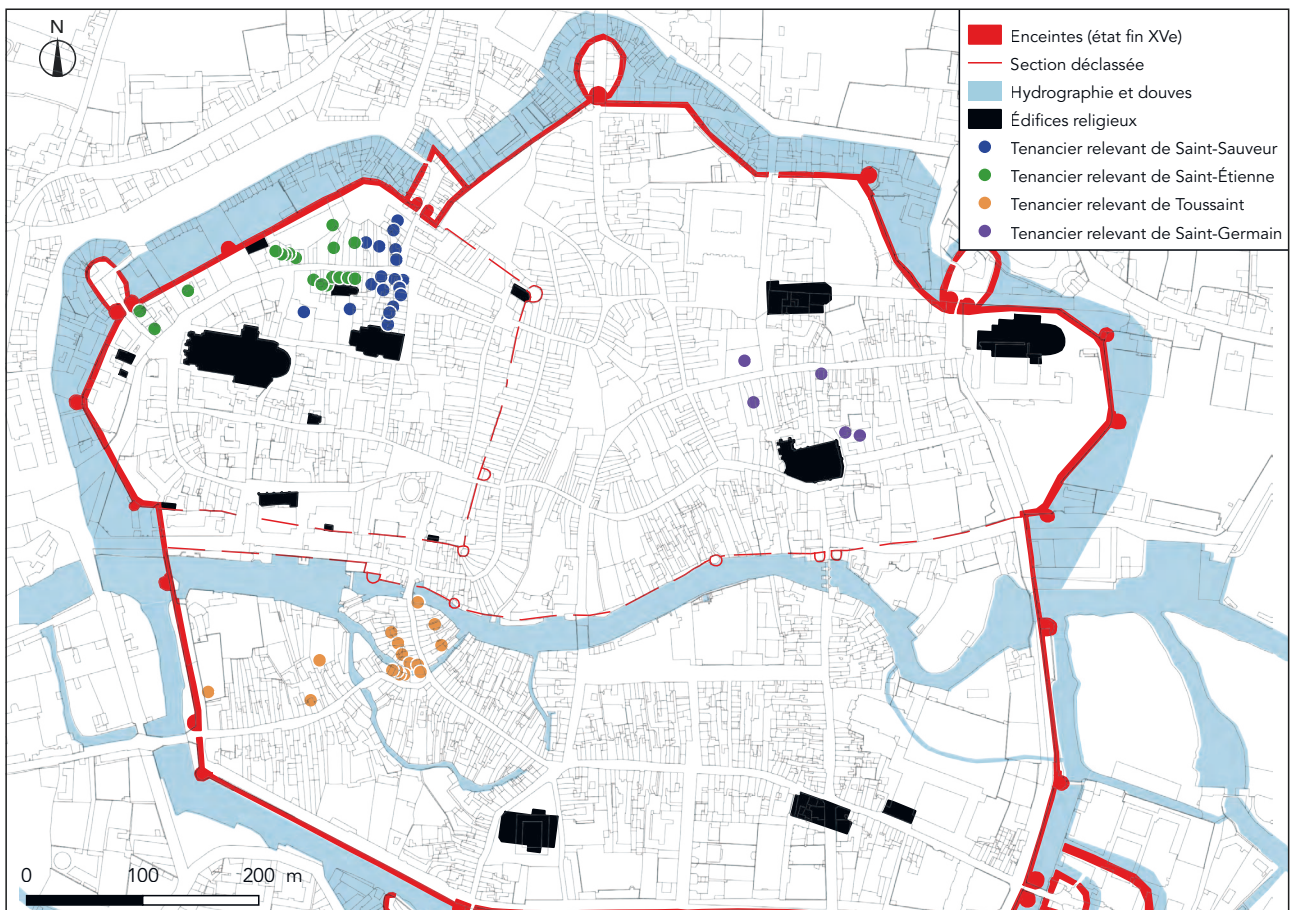 N
Enceintes (état fin XVe)
Section déclassée
Hydrographie et douves
Édifices religieux
Tenancier relevant de Saint-Sauveur
Tenancier relevant de Saint-Étienne
Tenancier relevant de Toussaint
Tenancier relevant de Saint-Germain
0 100 200 m